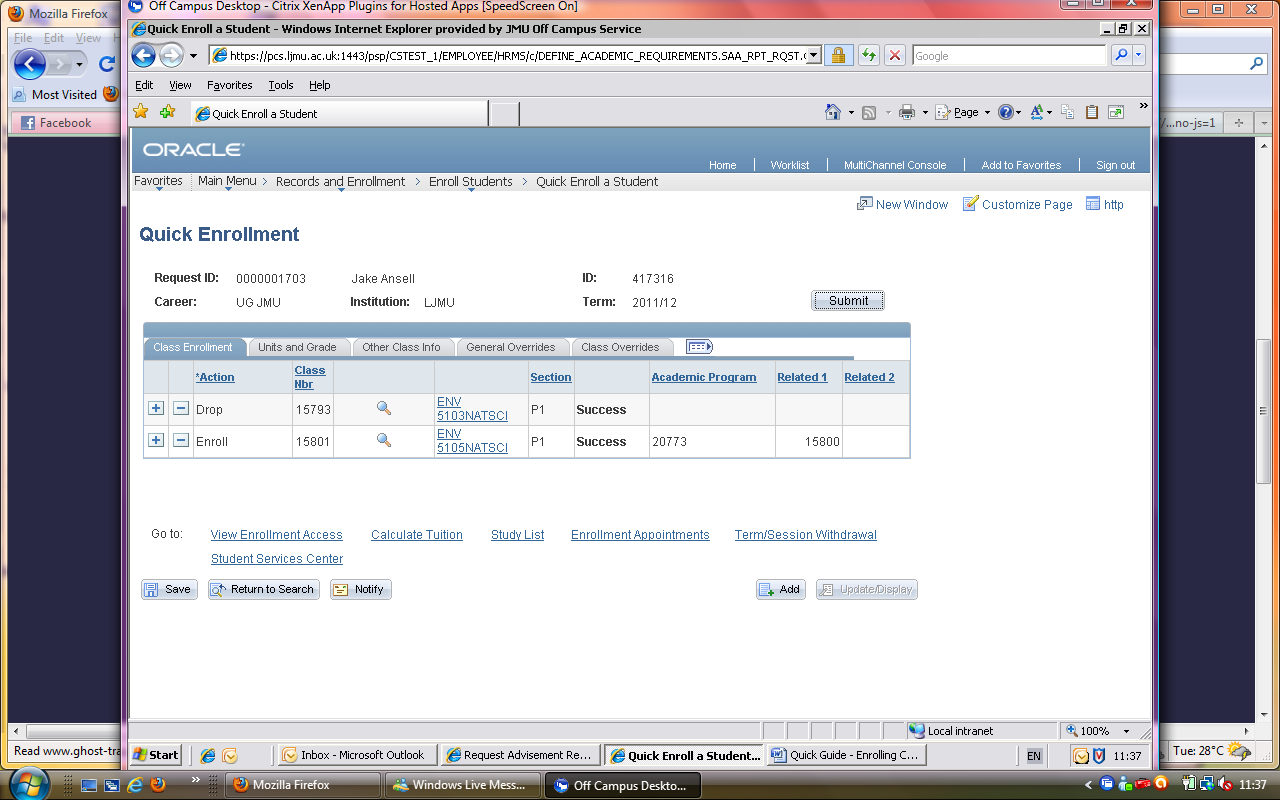 Mozilla Firefox
Off Campus Desktop - Citrix XenApp Plugins for Hosted Apps [SpeedScreen On]
Quick Enroll a Student - Windows Internet Explorer provided by JMU Off Campus Service
File Edit View
https://pcs.ljmu.ac.uk:1443/psp/CSTEST_1/EMPLOYEE/HRMS/c/DEFINE_ACADEMIC_REQUIREMENTS.SAA_RPT_RQST.
Google
Edit View Favorites Tools Help
Most Visited
Quick Enroll a Student
Page
Facebook
/...no-js=1
ORACLE
Home Worklist MultiChannel Console Add to Favorites Sign out
Favorites Main Menu > Records and Enrollment > Enroll Students > Quick Enroll a Student
New Window Customize Page http
Quick Enrollment
Request ID: 0000001703 Jake Ansell ID: 417316
Career: UG JMU Institution: LJMU Term: 2011/12 Submit
Class Enrollment Units and Grade Other Class Info General Overrides Class Overrides
*Action Class Nbr Section Academic Program Related 1 Related 2
Drop 15793 ENV 5103NATSCI P1 Success
Enroll 15801 ENV 5105NATSCI P1 Success 20773 15800
Go to: View Enrollment Access Calculate Tuition Study List Enrollment Appointments Term/Session Withdrawal
Student Services Center
Save Return to Search Notify Add Update/Display
Local intranet 100%
Read www.ghost-tra
Start Inbox - Microsoft Outlook Request Advisement Re... Quick Enroll a Student... Quick Guide - Enrolling C... EN 11:37
Tue: 28°C
Mozilla Firefox Windows Live Mess... Off Campus Deskto... 11:37